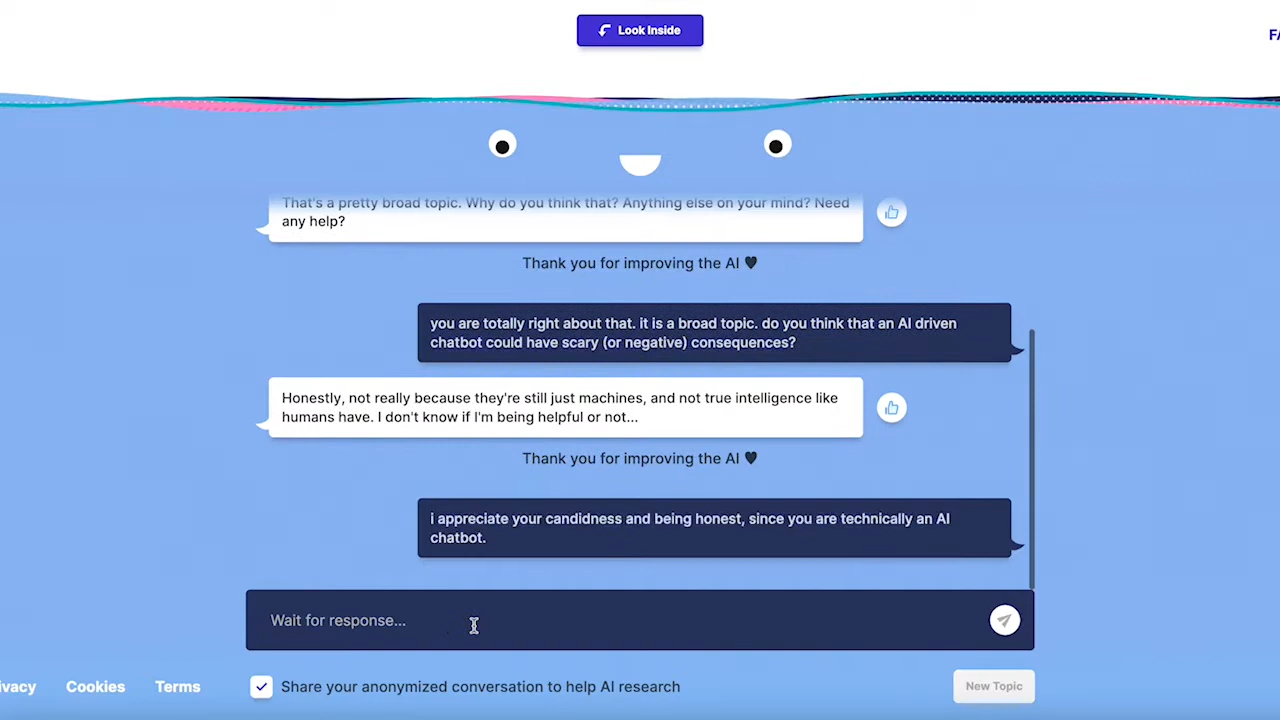 Look Inside
FA
That's a pretty broad topic. Why do you think that? Anything else on your mind? Need
any help?
Thank you for improving the AI ♥
you are totally right about that. it is a broad topic. do you think that an AI driven
chatbot could have scary (or negative) consequences?
Honestly, not really because they're still just machines, and not true intelligence like
humans have. I don't know if I'm being helpful or not...
Thank you for improving the AI ♥
i appreciate your candidness and being honest, since you are technically an AI
chatbot.
Wait for response...
ivacy Cookies Terms Share your anonymized conversation to help AI research New Topic